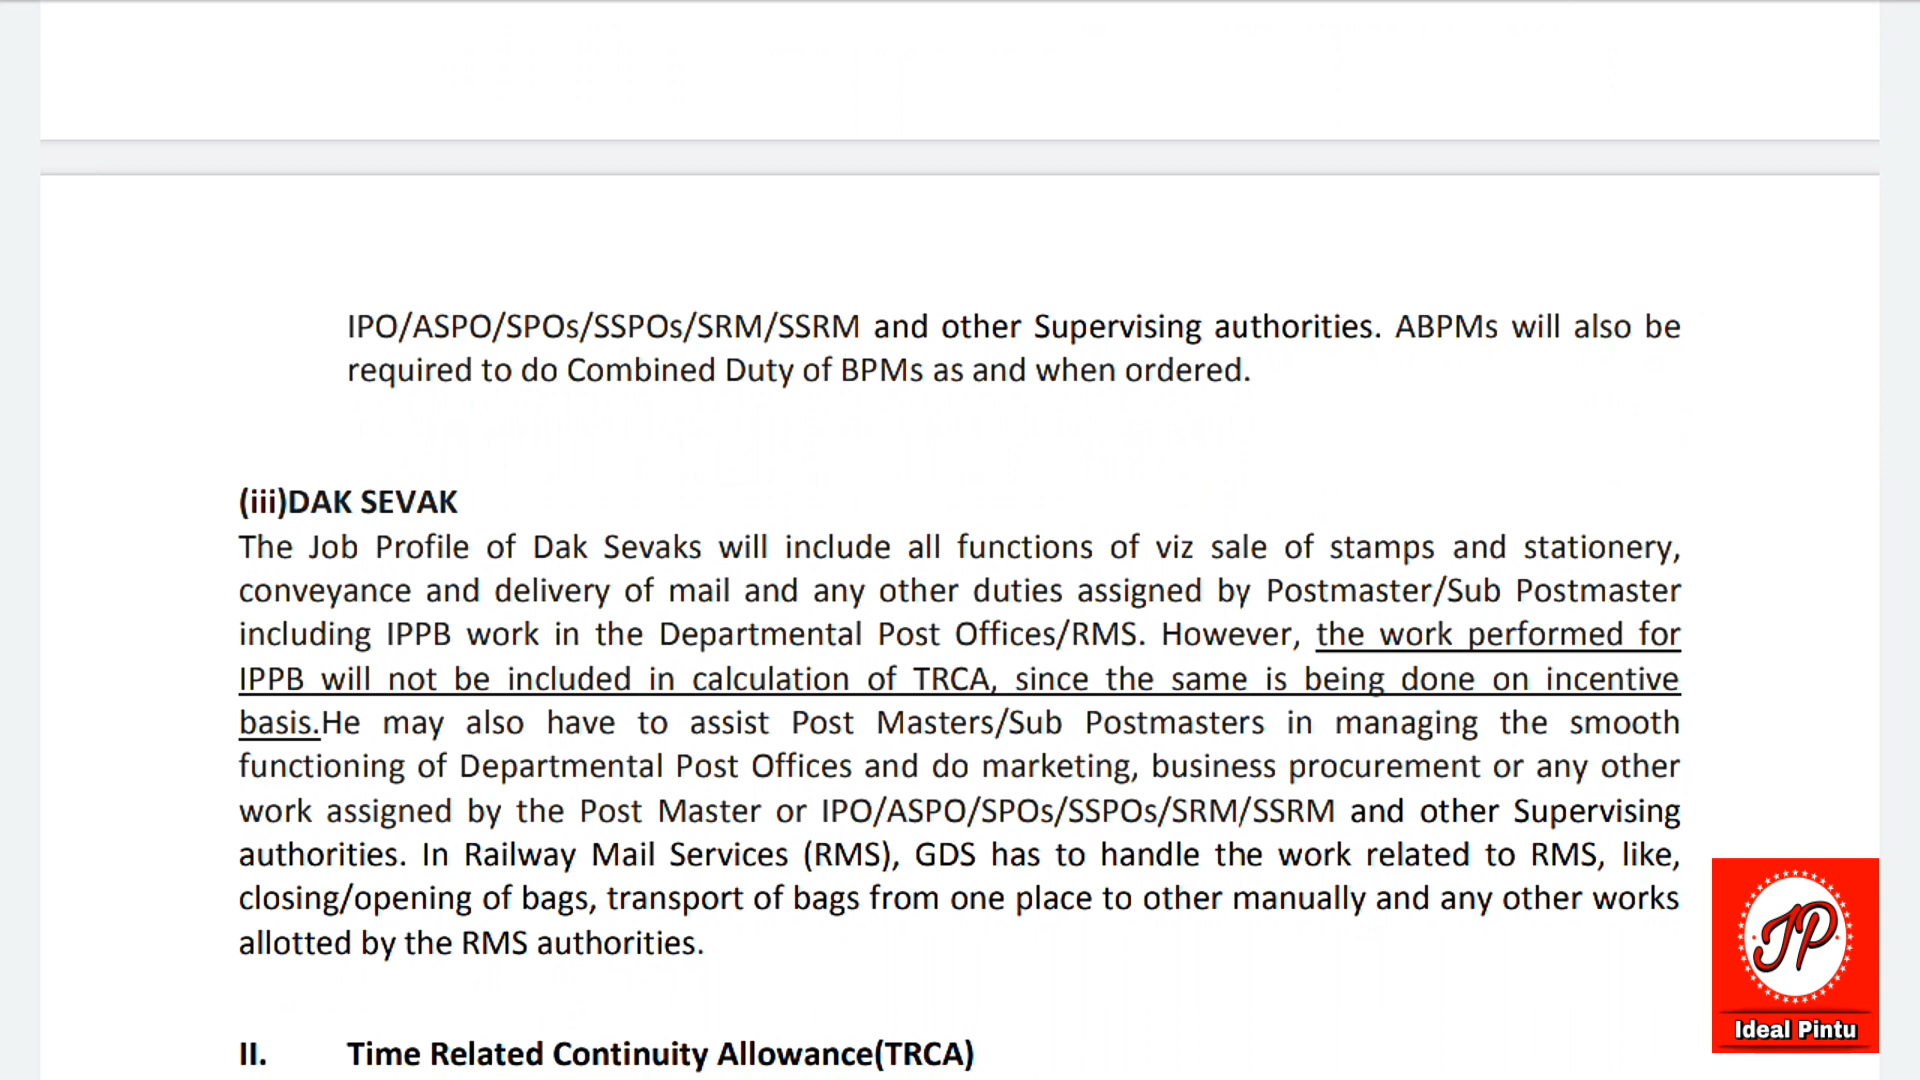 IPO/ASPO/SPOs/SSPOs/SRM/SSRM and other Supervising authorities. ABPMs will also be
required to do Combined Duty of BPMs as and when ordered.
(iii)DAK SEVAK
The Job Profile of Dak Sevaks will include all functions of viz sale of stamps and stationery,
conveyance and delivery of mail and any other duties assigned by Postmaster/Sub Postmaster
including IPPB work in the Departmental Post Offices/RMS. However, the work performed for
IPPB will not be included in calculation of TRCA, since the same is being done on incentive
basis.He may also have to assist Post Masters/Sub Postmasters in managing the smooth
functioning of Departmental Post Offices and do marketing, business procurement or any other
work assigned by the Post Master or IPO/ASPO/SPOs/SSPOs/SRM/SSRM and other Supervising
authorities. In Railway Mail Services (RMS), GDS has to handle the work related to RMS, like,
closing/opening of bags, transport of bags from one place to other manually and any other works
allotted by the RMS authorities.
II. Time Related Continuity Allowance(TRCA)
JP
Ideal Pintu